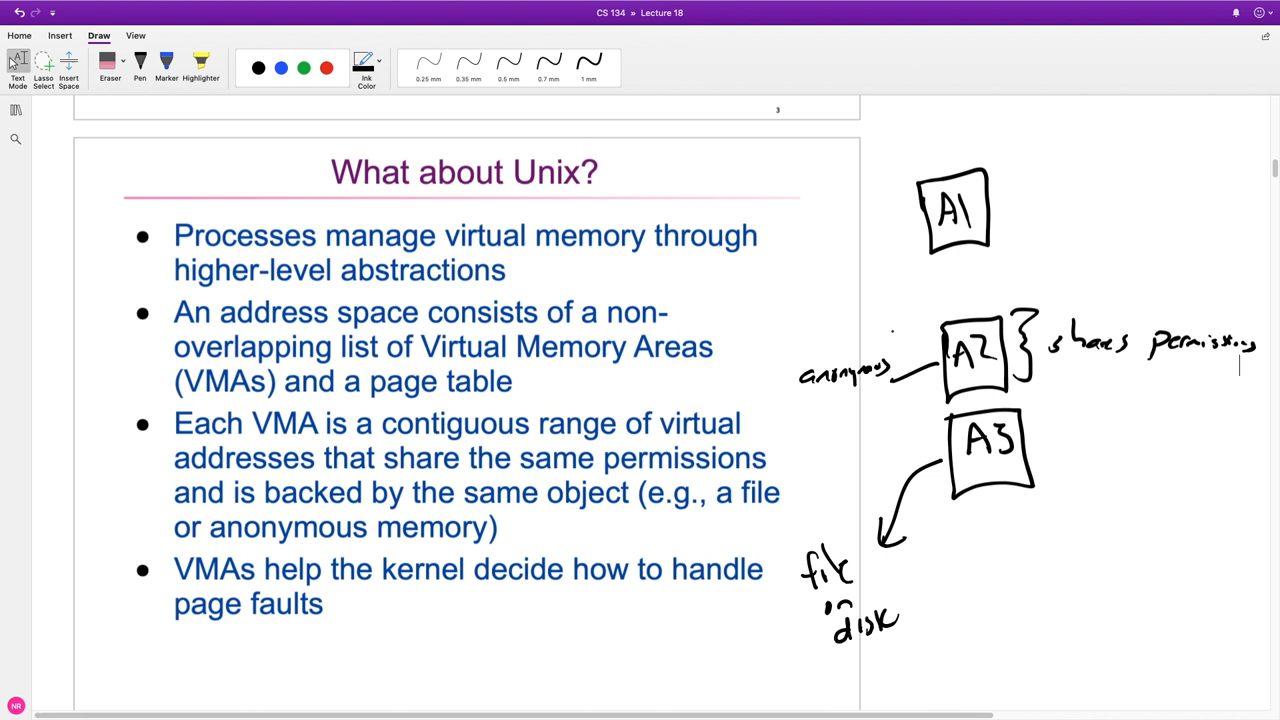 CS 134 » Lecture 18
Home Insert Draw View
Text Mode
Lasso Select
Insert Space
Eraser
Pen
Marker
Highlighter
Ink Color
0.25 mm 0.35 mm 0.5 mm 0.7 mm 1 mm
3
What about Unix?
● Processes manage virtual memory through
higher-level abstractions
● An address space consists of a non-
overlapping list of Virtual Memory Areas
(VMAs) and a page table
● Each VMA is a contiguous range of virtual
addresses that share the same permissions
and is backed by the same object (e.g., a file
or anonymous memory)
● VMAs help the kernel decide how to handle
page faults
A1
anonymous
A2
shares permissions
A3
file
on
disk
NR